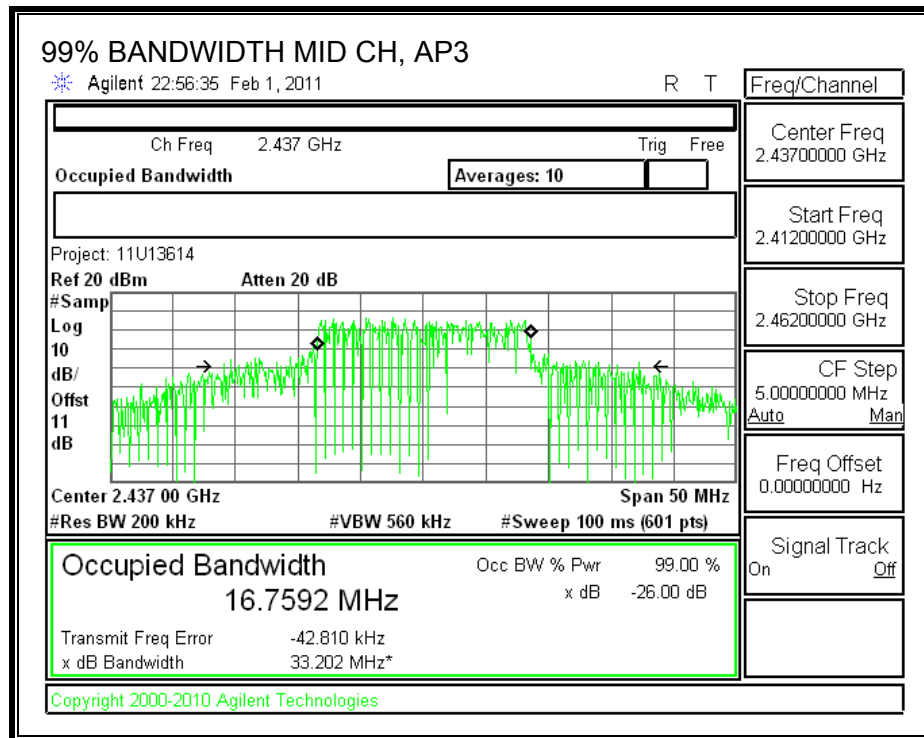 99% BANDWIDTH MID CH, AP3
Agilent 22:56:35 Feb 1, 2011 R T
Ch Freq 2.437 GHz Trig Free
Occupied Bandwidth Averages: 10
Project: 11U13614
Ref 20 dBm Atten 20 dB
#Samp
Log
10
dB/
Offst
11
dB
Center 2.437 00 GHz Span 50 MHz
#Res BW 200 kHz #VBW 560 kHz #Sweep 100 ms (601 pts)
Occupied Bandwidth Occ BW % Pwr 99.00 %
16.7592 MHz x dB -26.00 dB
Transmit Freq Error -42.810 kHz
x dB Bandwidth 33.202 MHz*
Copyright 2000-2010 Agilent Technologies
Freq/Channel
Center Freq
2.43700000 GHz
Start Freq
2.41200000 GHz
Stop Freq
2.46200000 GHz
CF Step
5.00000000 MHz
Auto Man
Freq Offset
0.00000000 Hz
Signal Track
On Off